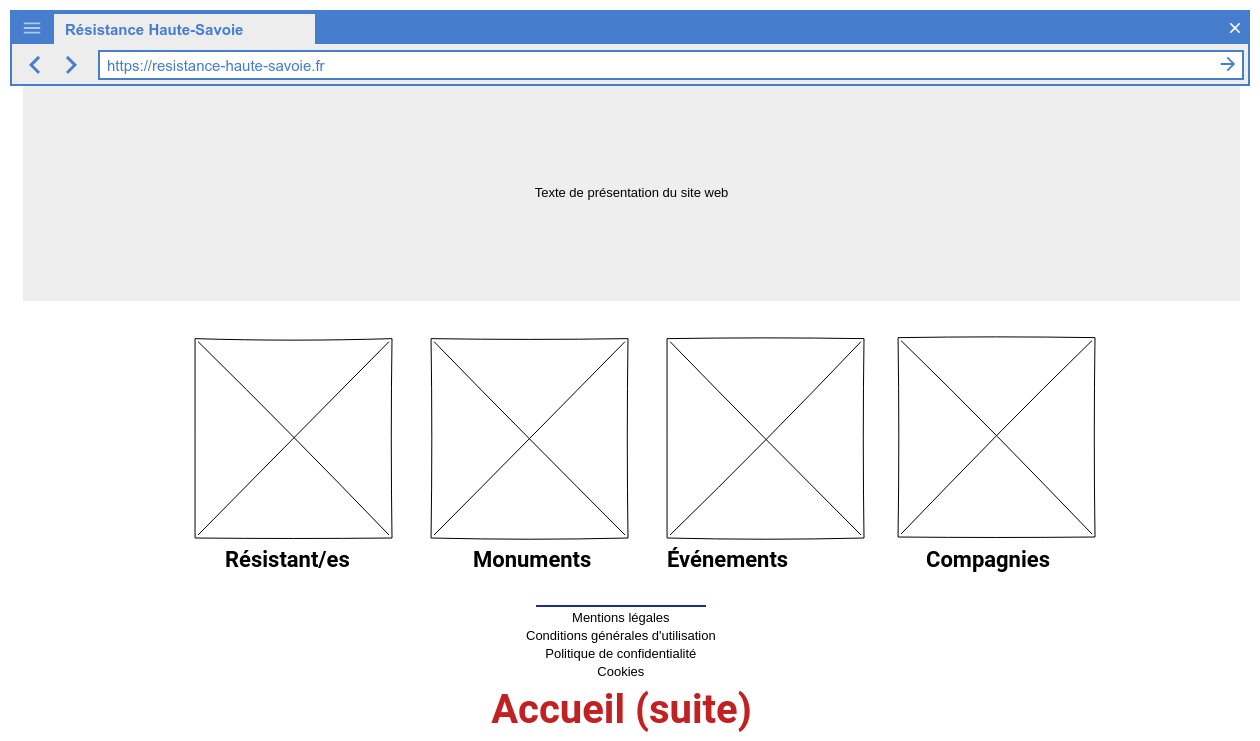 Résistance Haute-Savoie
https://resistance-haute-savoie.fr
Texte de présentation du site web
Résistant/es
Monuments
Événements
Compagnies
Mentions légales
Conditions générales d'utilisation
Politique de confidentialité
Cookies
Accueil (suite)